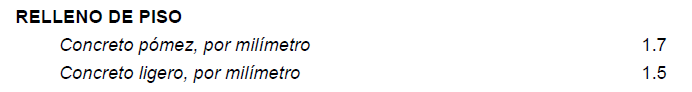 RELLENO DE PISO
Concreto pómez, por milímetro 1.7
Concreto ligero, por milímetro 1.5